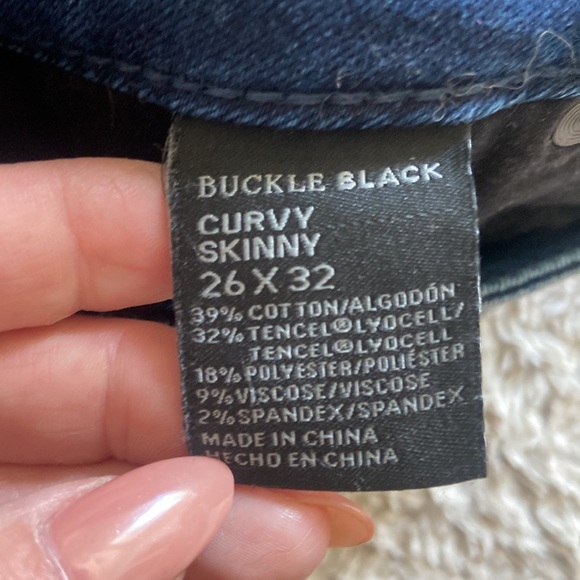 BUCKLE BLACK
CURVY
SKINNY
26 X 32
39% COTTON/ALGODÓN
32% TENCEL®LYOCELL/
TENCEL®LYOCELL
18% POLYESTER/POLIÉSTER
9% VISCOSE/VISCOSE
2% SPANDEX/SPANDEX
MADE IN CHINA
HECHO EN CHINA